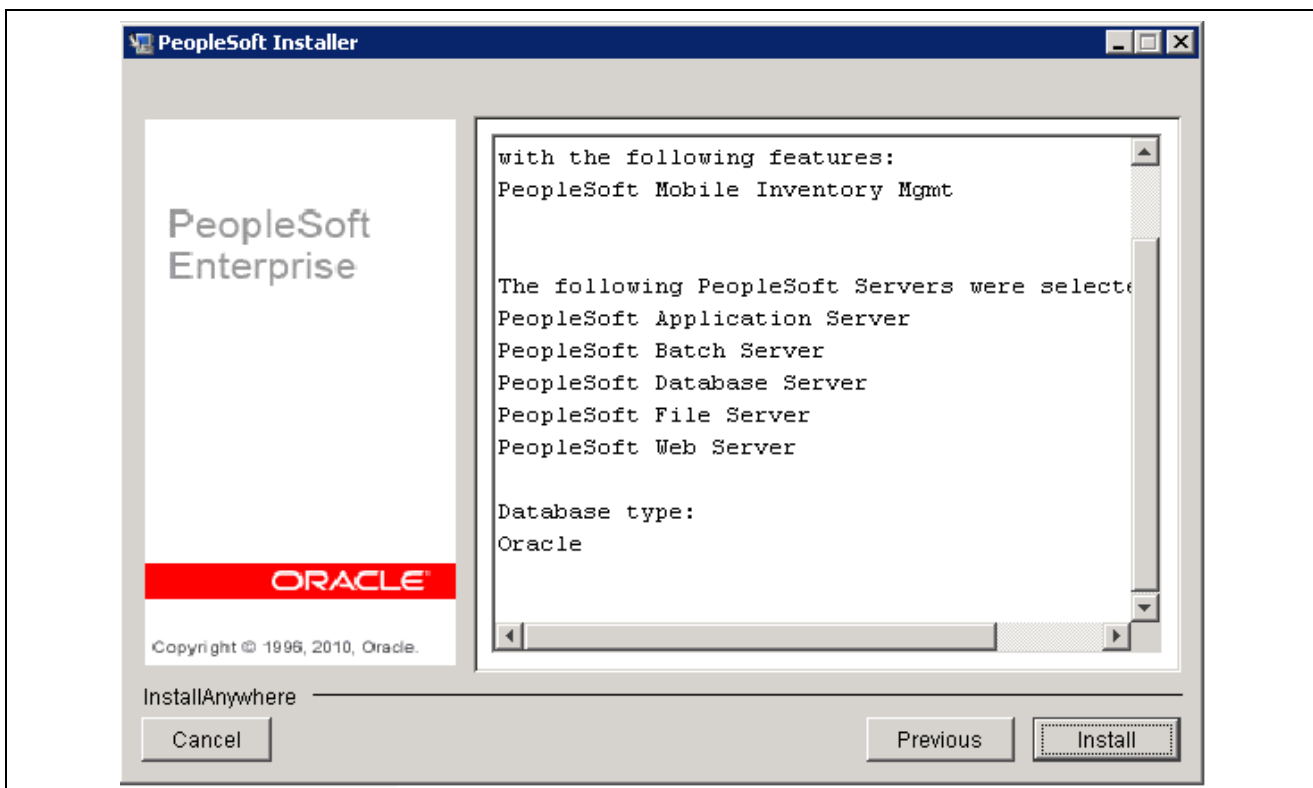 PeopleSoft Installer
PeopleSoft
Enterprise
ORACLE
Copyright © 1996, 2010, Oracle.
with the following features:
PeopleSoft Mobile Inventory Mgmt
The following PeopleSoft Servers were selecte
PeopleSoft Application Server
PeopleSoft Batch Server
PeopleSoft Database Server
PeopleSoft File Server
PeopleSoft Web Server
Database type:
Oracle
InstallAnywhere
Cancel
Previous
Install